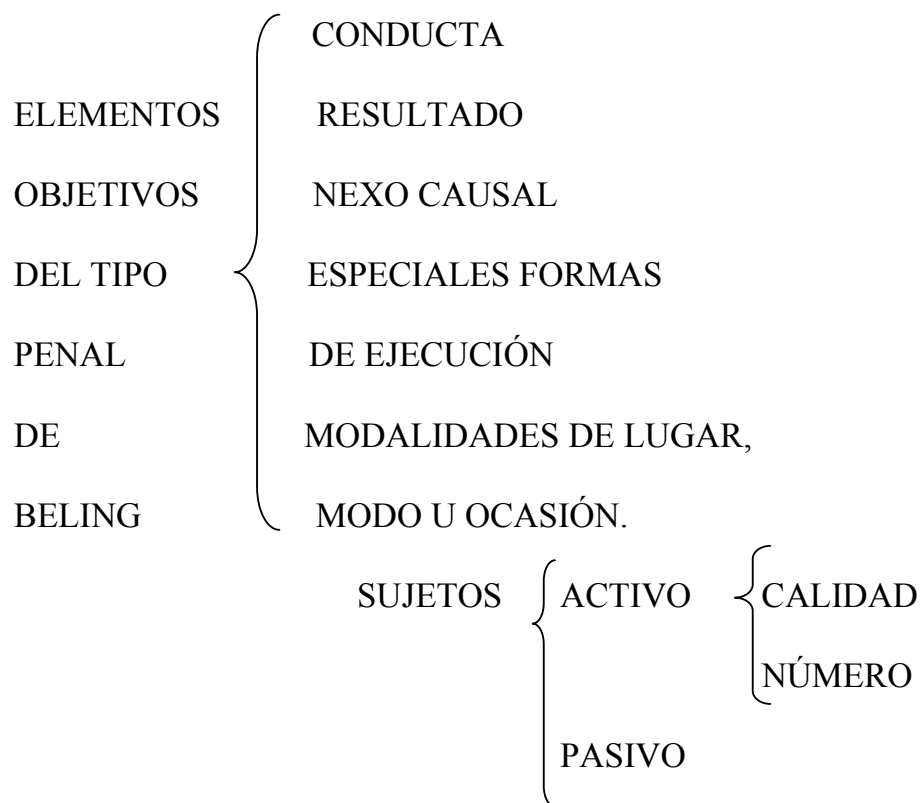 CONDUCTA
ELEMENTOS RESULTADO
OBJETIVOS NEXO CAUSAL
DEL TIPO ESPECIALES FORMAS
PENAL DE EJECUCIÓN
DE MODALIDADES DE LUGAR,
BELING MODO U OCASIÓN.
SUJETOS ACTIVO CALIDAD
NÚMERO
PASIVO